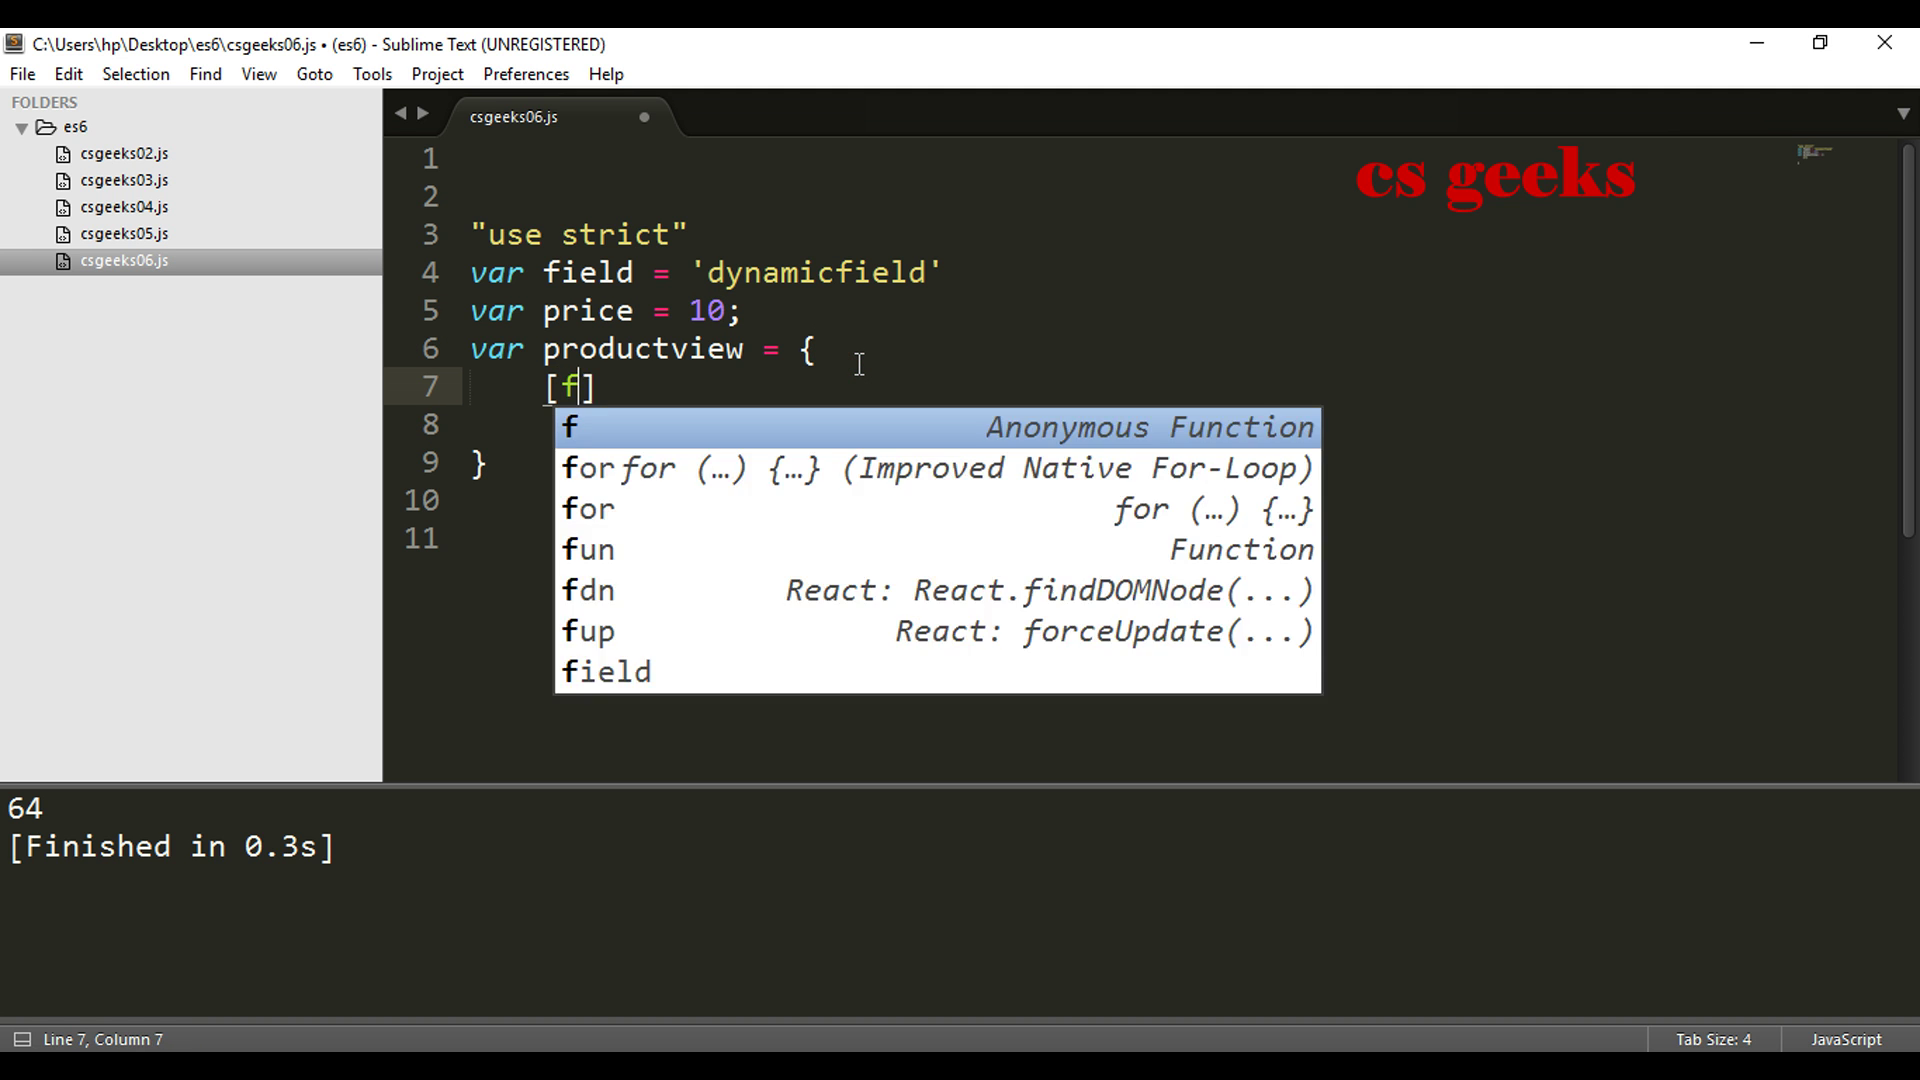 C:\Users\hp\Desktop\es6\csgeeks06.js • (es6) - Sublime Text (UNREGISTERED)
File Edit Selection Find View Goto Tools Project Preferences Help
FOLDERS
es6
csgeeks02.js
csgeeks03.js
csgeeks04.js
csgeeks05.js
csgeeks06.js
csgeeks06.js
cs geeks
1
2
3 "use strict"
4 var field = 'dynamicfield'
5 var price = 10;
6 var productview = {
7 [f]
8
9 }
10
11
f Anonymous Function
for for (…) {…} (Improved Native For-Loop)
for for (…) {…}
fun Function
fdn React: React.findDOMNode(...)
fup React: forceUpdate(...)
field
64
[Finished in 0.3s]
Line 7, Column 7
Tab Size: 4
JavaScript